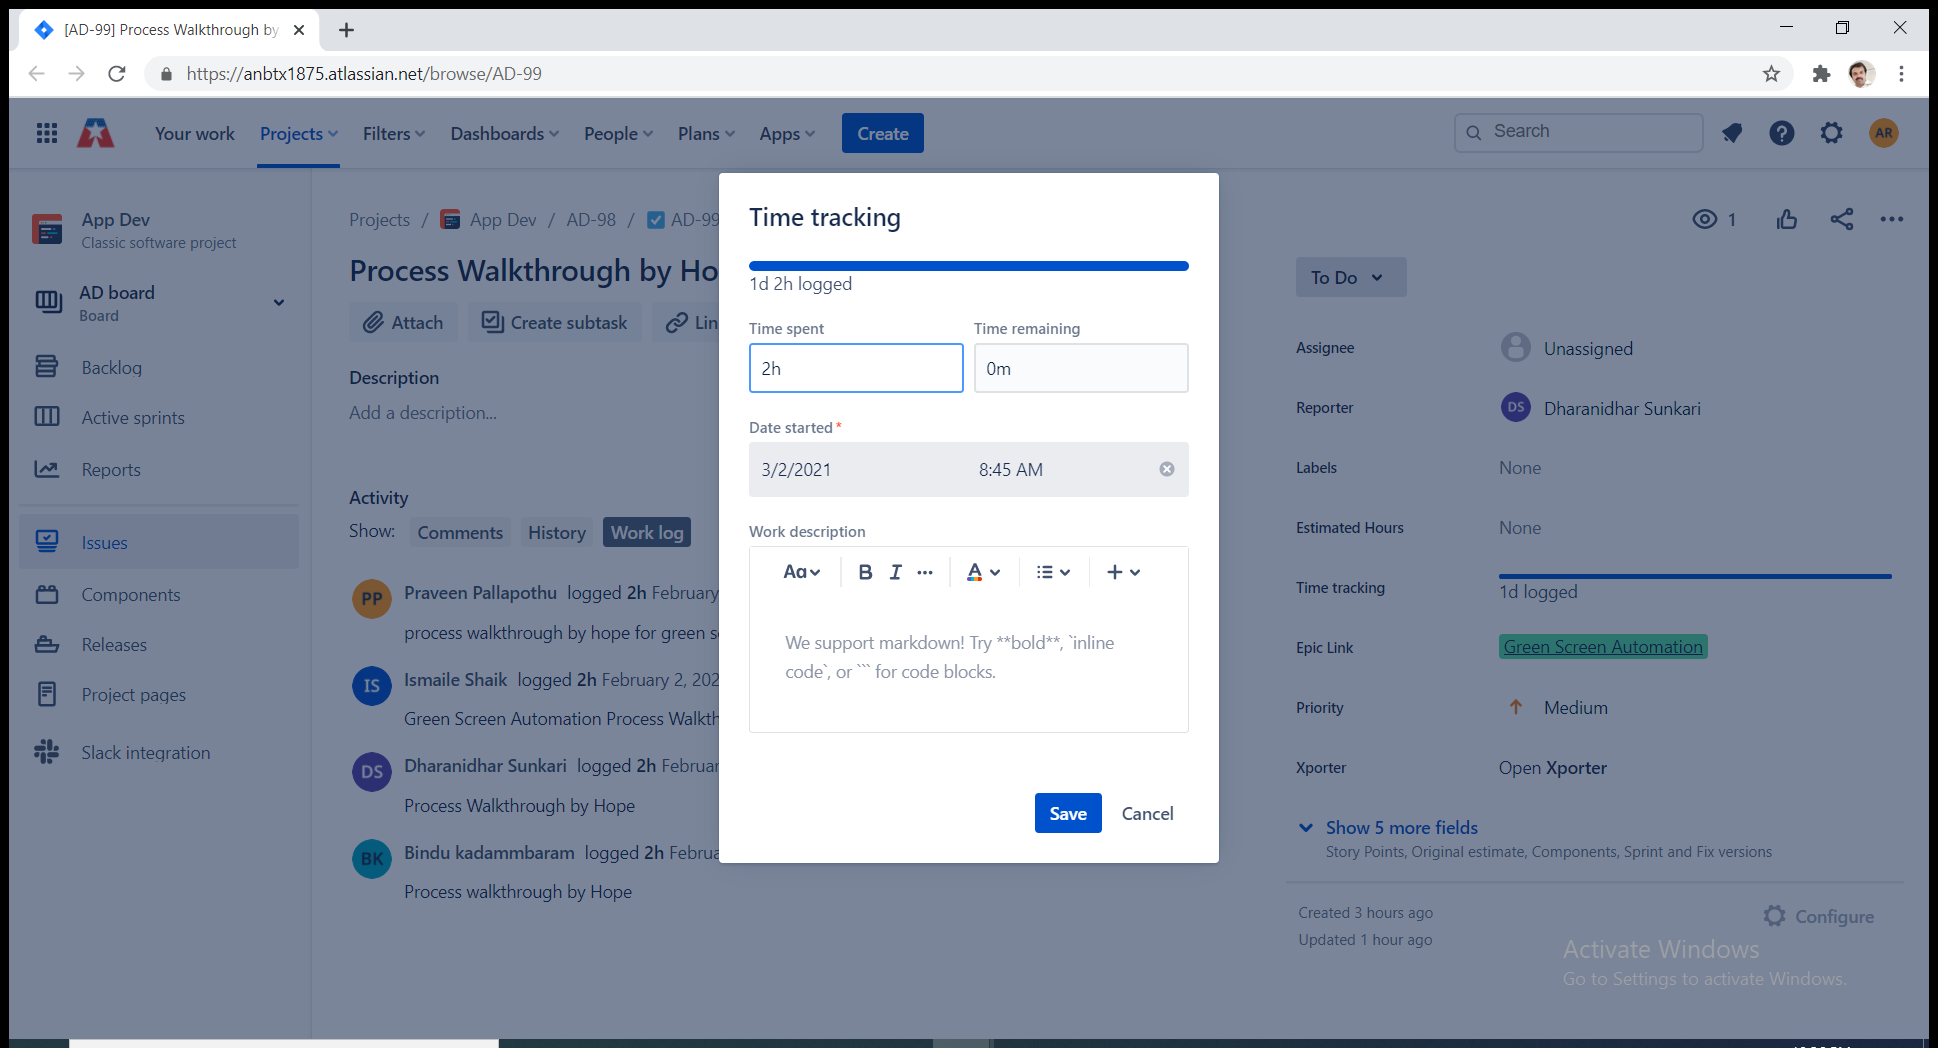 [AD-99] Process Walkthrough by
https://anbtx1875.atlassian.net/browse/AD-99
Your work Projects Filters Dashboards People Plans Apps Create Search AR
App Dev
Classic software project
AD board
Board
Backlog
Active sprints
Reports
Issues
Components
Releases
Project pages
Slack integration
Projects / App Dev / AD-98 / AD-99
1
Process Walkthrough by Ho
Attach Create subtask Lin
Description
Add a description...
Activity
Show: Comments History Work log
PP Praveen Pallapothu logged 2h February
process walkthrough by hope for green s
IS Ismaile Shaik logged 2h February 2, 202
Green Screen Automation Process Walkth
DS Dharanidhar Sunkari logged 2h Februar
Process Walkthrough by Hope
BK Bindu kadammbaram logged 2h Februa
Process walkthrough by Hope
Time tracking
1d 2h logged
Time spent Time remaining
2h 0m
Date started *
3/2/2021 8:45 AM
Work description
Aa B I ... A +
We support markdown! Try **bold**, `inline
code`, or ``` for code blocks.
Save Cancel
To Do
Assignee Unassigned
Reporter DS Dharanidhar Sunkari
Labels None
Estimated Hours None
Time tracking 1d logged
Epic Link Green Screen Automation
Priority Medium
Xporter Open Xporter
Show 5 more fields
Story Points, Original estimate, Components, Sprint and Fix versions
Created 3 hours ago
Configure
Updated 1 hour ago
Activate Windows
Go to Settings to activate Windows.